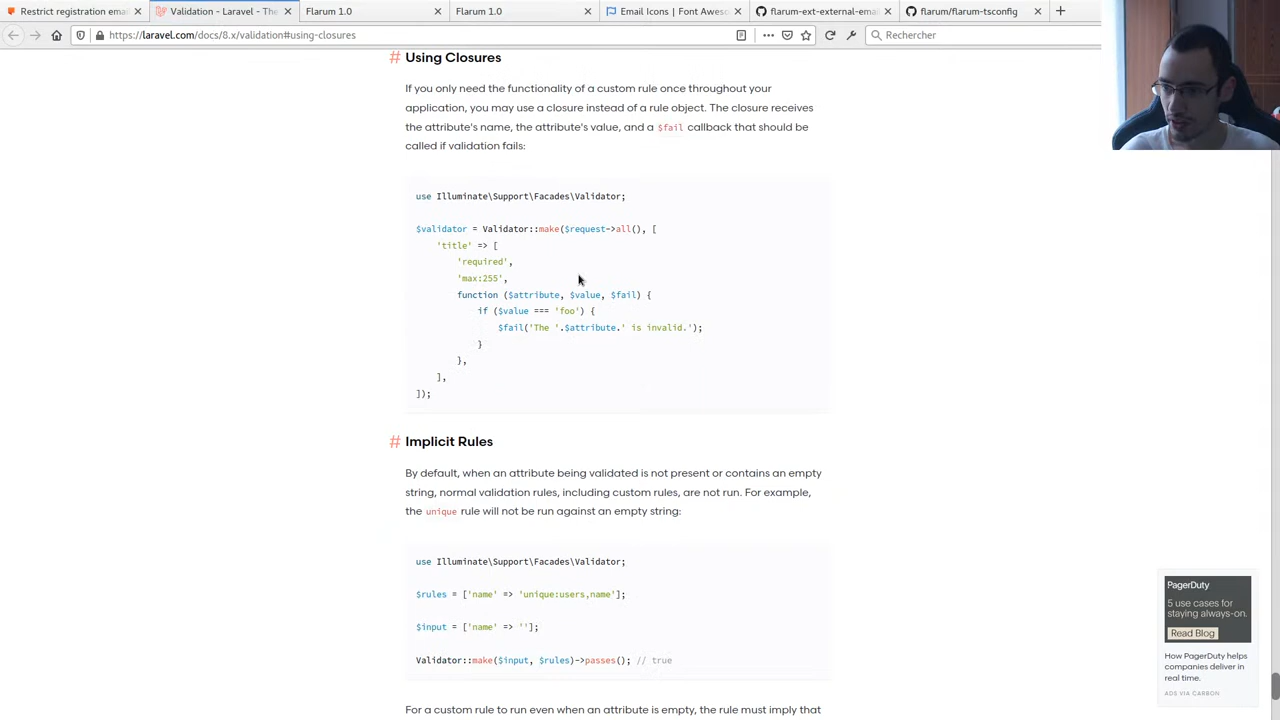 Restrict registration email
Validation - Laravel - The
Flarum 1.0
Flarum 1.0
Email Icons | Font Aweso
flarum-ext-external-emai
flarum/flarum-tsconfig
https://laravel.com/docs/8.x/validation#using-closures
Rechercher
# Using Closures
If you only need the functionality of a custom rule once throughout your
application, you may use a closure instead of a rule object. The closure receives
the attribute's name, the attribute's value, and a $fail callback that should be
called if validation fails:
use Illuminate\Support\Facades\Validator;
$validator = Validator::make($request->all(), [
'title' => [
'required',
'max:255',
function ($attribute, $value, $fail) {
if ($value === 'foo') {
$fail('The '.$attribute.' is invalid.');
}
},
],
]);
# Implicit Rules
By default, when an attribute being validated is not present or contains an empty
string, normal validation rules, including custom rules, are not run. For example,
the unique rule will not be run against an empty string:
use Illuminate\Support\Facades\Validator;
$rules = ['name' => 'unique:users,name'];
$input = ['name' => ''];
Validator::make($input, $rules)->passes(); // true
For a custom rule to run even when an attribute is empty, the rule must imply that
PagerDuty
5 use cases for
staying always-on.
Read Blog
How PagerDuty helps
companies deliver in
real time.
ADS VIA CARBON